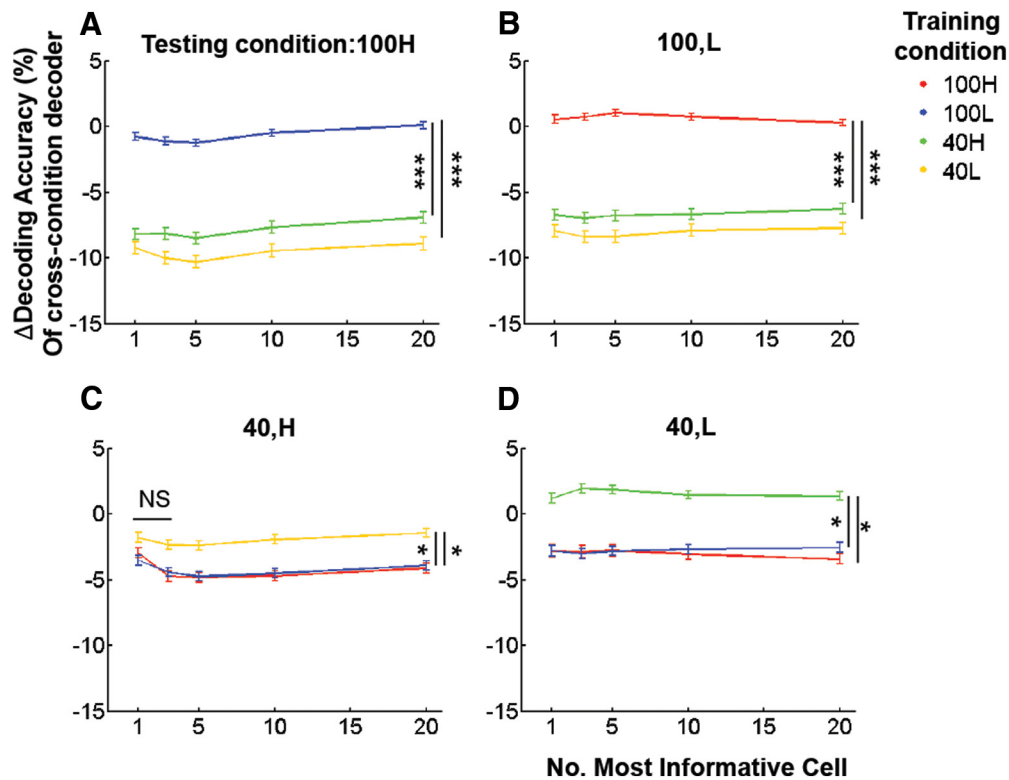 A
Testing condition:100H
ΔDecoding Accuracy (%)
Of cross-condition decoder
5
0
-5
-10
-15
1
5
10
15
20
***
***
B
100,L
5
0
-5
-10
-15
1
5
10
15
20
***
***
Training
condition
100H
100L
40H
40L
C
40,H
5
0
-5
-10
-15
1
5
10
15
20
NS
*
*
D
40,L
5
0
-5
-10
-15
1
5
10
15
20
*
*
No. Most Informative Cell